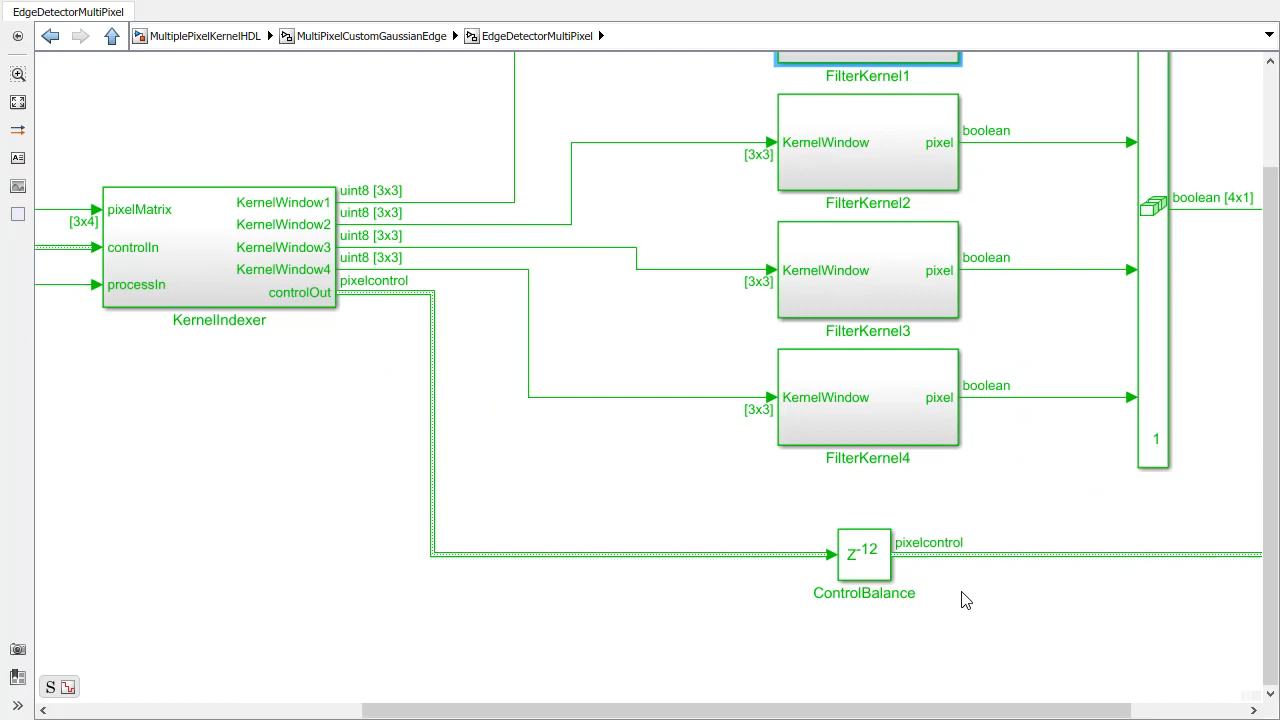 EdgeDetectorMultiPixel
MultiplePixelKernelHDL MultiPixelCustomGaussianEdge EdgeDetectorMultiPixel
FilterKernel1
KernelWindow pixel
[3x3]
boolean
FilterKernel2
pixelMatrix
[3x4]
controlIn
processIn
KernelWindow1
KernelWindow2
KernelWindow3
KernelWindow4
controlOut
KernelIndexer
uint8 [3x3]
uint8 [3x3]
uint8 [3x3]
uint8 [3x3]
pixelcontrol
KernelWindow pixel
[3x3]
boolean
FilterKernel3
KernelWindow pixel
[3x3]
boolean
FilterKernel4
boolean [4x1]
1
Z-12
pixelcontrol
ControlBalance
S